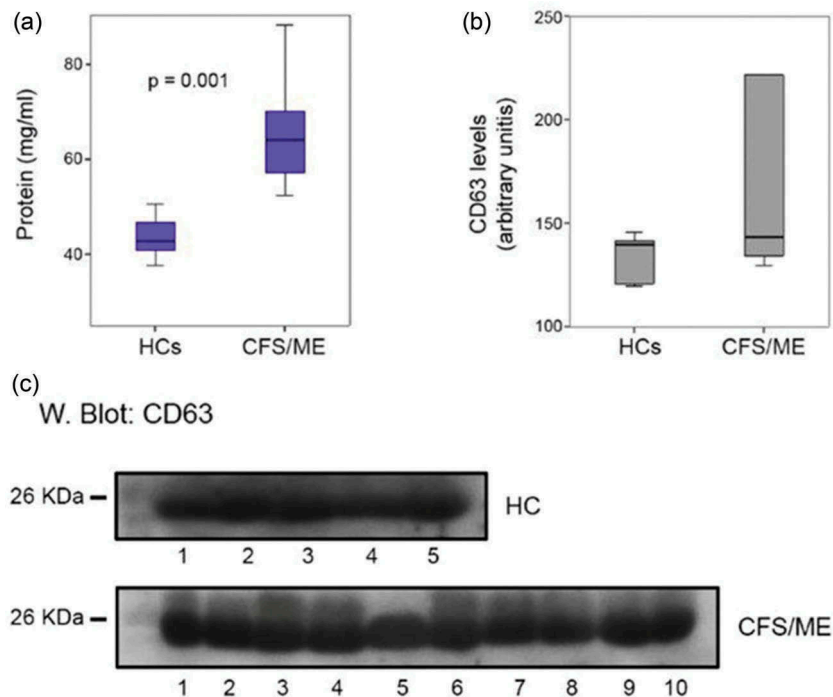 (a)
80
60
40
Protein (mg/ml)
p = 0.001
HCs
CFS/ME
(b)
250
200
150
100
CD63 levels
(arbitrary unitis)
HCs
CFS/ME
(c)
W. Blot: CD63
26 KDa
HC
1 2 3 4 5
26 KDa
CFS/ME
1 2 3 4 5 6 7 8 9 10